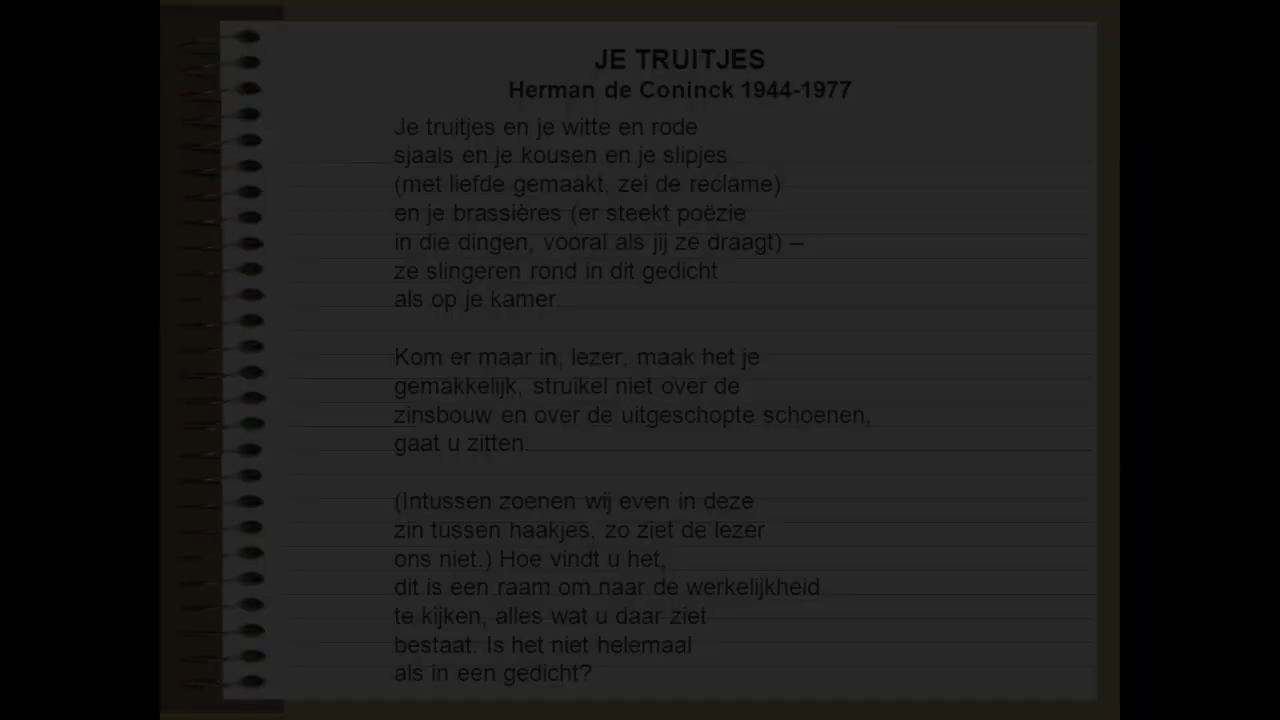 JE TRUITJES
Herman de Coninck 1944-1977
Je truitjes en je witte en rode
sjaals en je kousen en je slipjes
(met liefde gemaakt, zei de reclame)
en je brassières (er steekt poëzie
in die dingen, vooral als jij ze draagt) –
ze slingeren rond in dit gedicht
als op je kamer.
Kom er maar in, lezer, maak het je
gemakkelijk, struikel niet over de
zinsbouw en over de uitgeschopte schoenen,
gaat u zitten.
(Intussen zoenen wij even in deze
zin tussen haakjes, zo ziet de lezer
ons niet.) Hoe vindt u het,
dit is een raam om naar de werkelijkheid
te kijken, alles wat u daar ziet
bestaat. Is het niet helemaal
als in een gedicht?